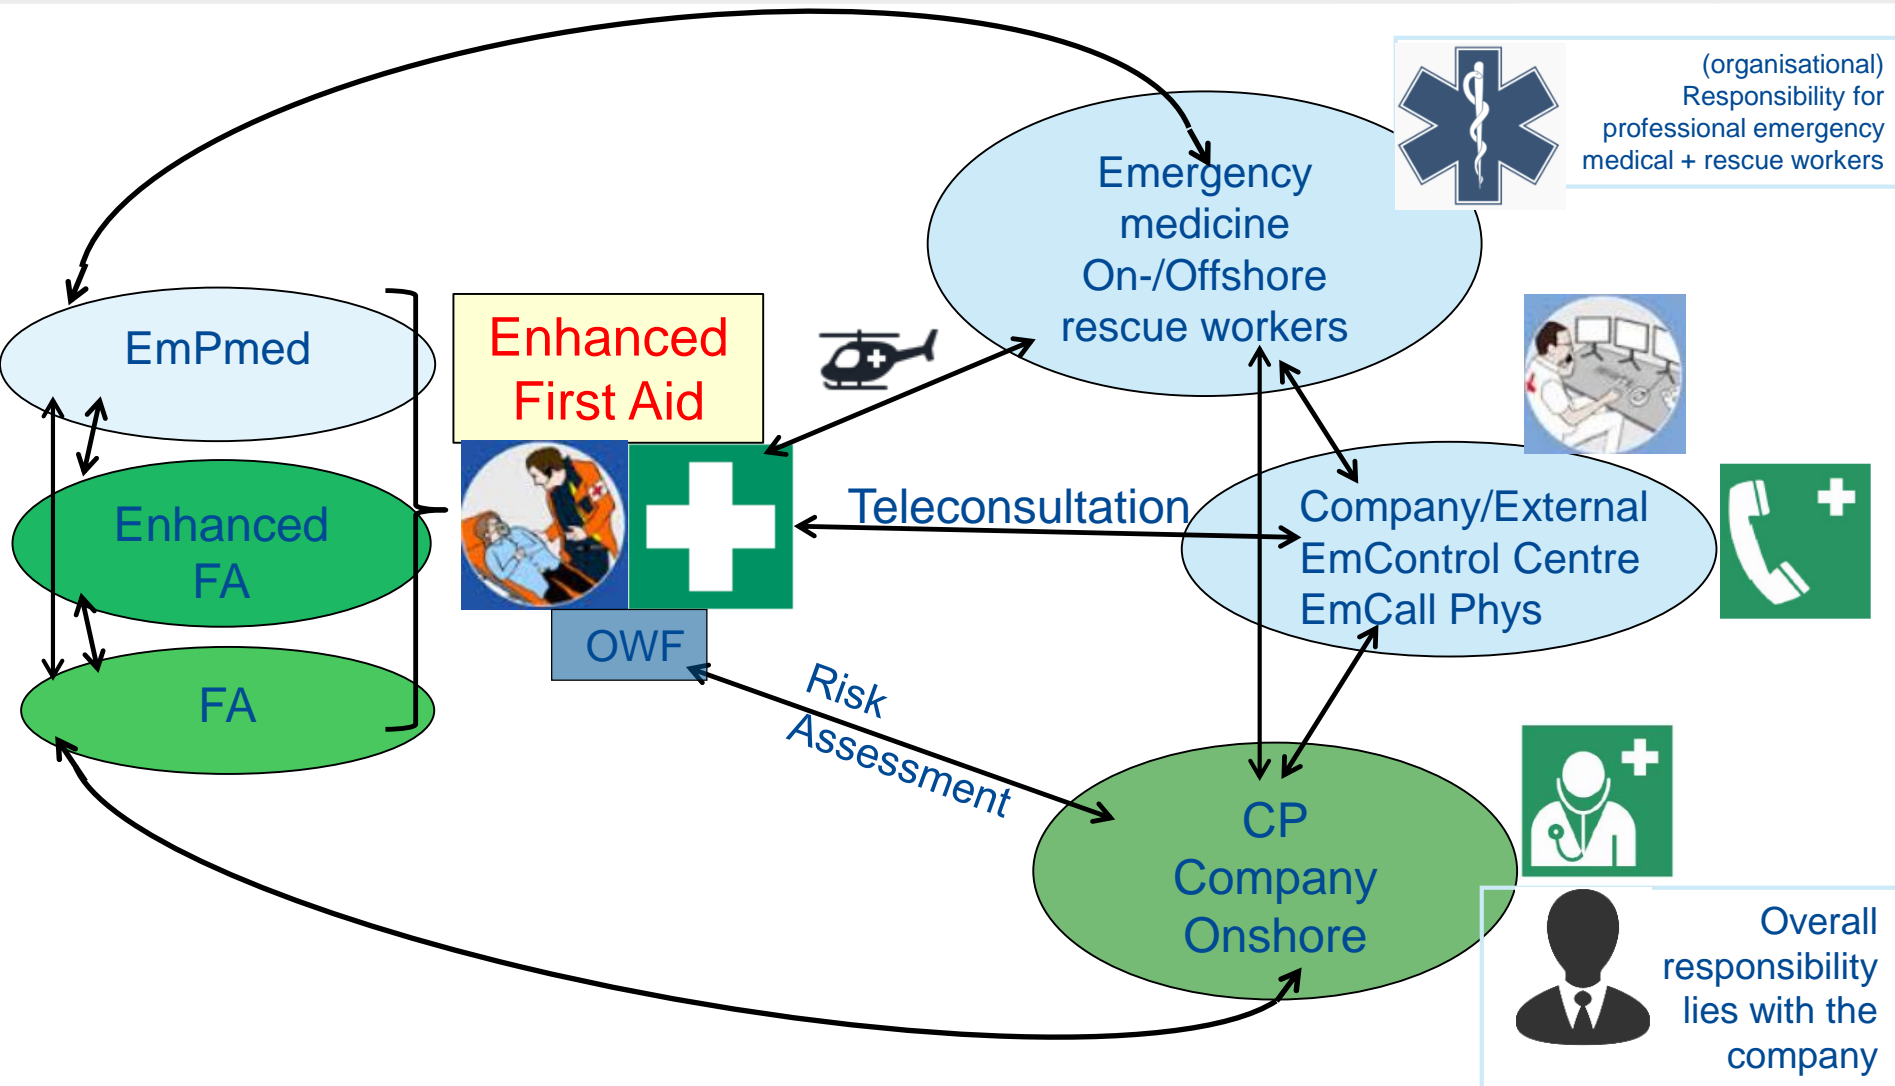 (organisational)
Responsibility for
professional emergency
medical + rescue workers
Emergency
medicine
On-/Offshore
rescue workers
EmPmed
Enhanced
FA
FA
Enhanced
First Aid
OWF
Teleconsultation
Company/External
EmControl Centre
EmCall Phys
Risk
Assessment
CP
Company
Onshore
Overall
responsibility
lies with the
company